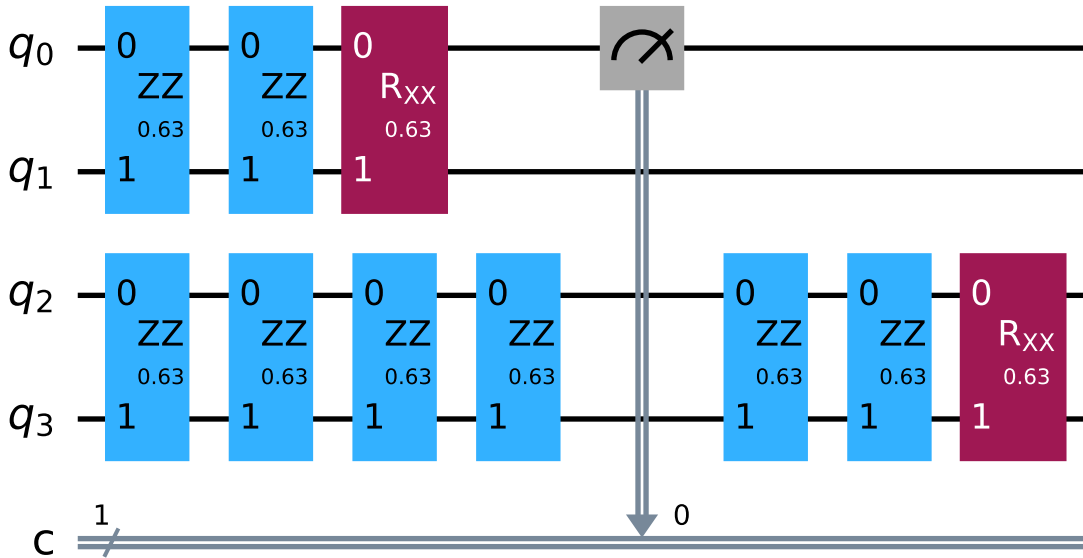 q0 0 ZZ 0.63 0 ZZ 0.63 0 RXX 0.63
q1 1 1 1
q2 0 ZZ 0.63 0 ZZ 0.63 0 ZZ 0.63 0 ZZ 0.63 0 ZZ 0.63 0 ZZ 0.63 0 RXX 0.63
q3 1 1 1 1 1 1 1
1 0
c